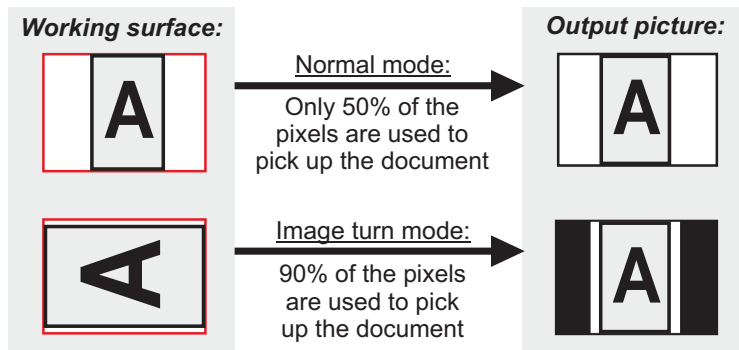 Working surface:
Output picture:
A
Normal mode:
Only 50% of the
pixels are used to
pick up the document
A
A
Image turn mode:
90% of the pixels
are used to pick
up the document
A